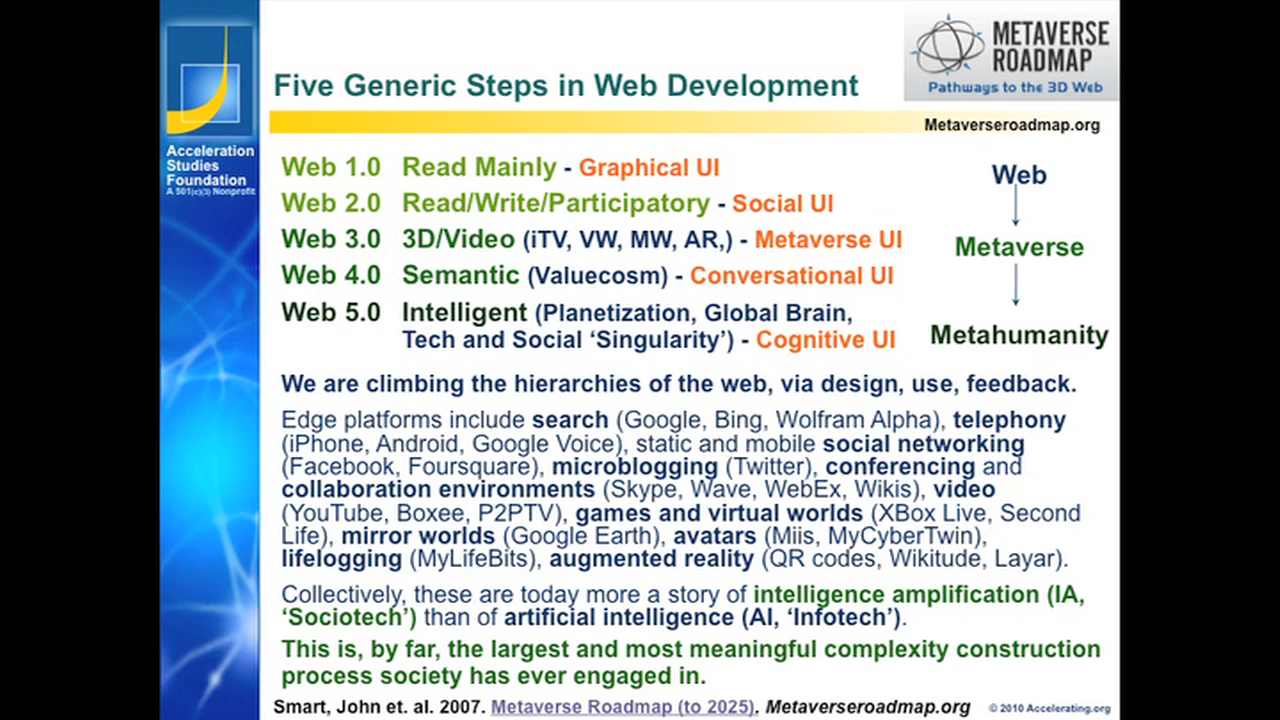 METAVERSE
ROADMAP
Pathways to the 3D Web
Five Generic Steps in Web Development
Metaverseroadmap.org
Acceleration
Studies
Foundation
A 501(c)(3) Nonprofit
Web 1.0 Read Mainly - Graphical UI
Web 2.0 Read/Write/Participatory - Social UI
Web 3.0 3D/Video (iTV, VW, MW, AR,) - Metaverse UI
Web 4.0 Semantic (Valuecosm) - Conversational UI
Web 5.0 Intelligent (Planetization, Global Brain,
Tech and Social ‘Singularity’) - Cognitive UI
Web
Metaverse
Metahumanity
We are climbing the hierarchies of the web, via design, use, feedback.
Edge platforms include search (Google, Bing, Wolfram Alpha), telephony
(iPhone, Android, Google Voice), static and mobile social networking
(Facebook, Foursquare), microblogging (Twitter), conferencing and
collaboration environments (Skype, Wave, WebEx, Wikis), video
(YouTube, Boxee, P2PTV), games and virtual worlds (XBox Live, Second
Life), mirror worlds (Google Earth), avatars (Miis, MyCyberTwin),
lifelogging (MyLifeBits), augmented reality (QR codes, Wikitude, Layar).
Collectively, these are today more a story of intelligence amplification (IA,
‘Sociotech’) than of artificial intelligence (AI, ‘Infotech’).
This is, by far, the largest and most meaningful complexity construction
process society has ever engaged in.
Smart, John et. al. 2007. Metaverse Roadmap (to 2025). Metaverseroadmap.org
© 2010 Accelerating.org